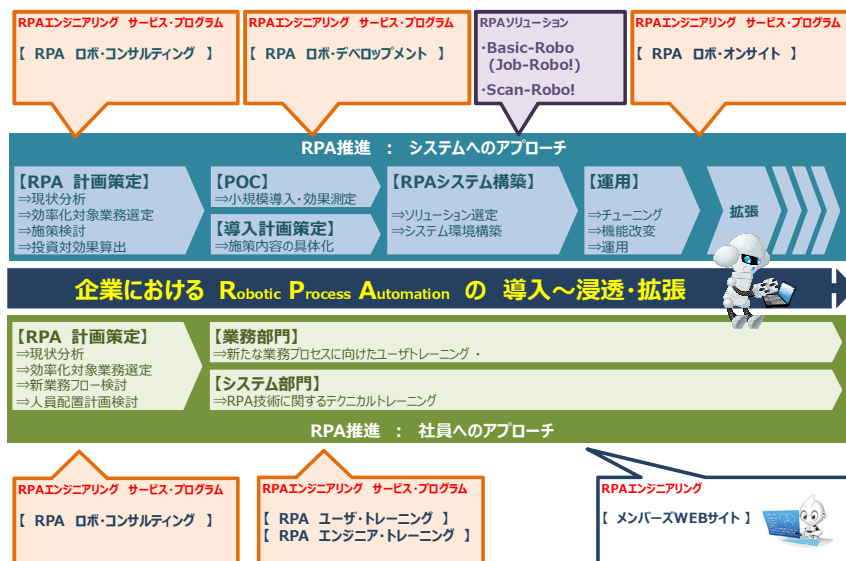 RPAエンジニアリング サービス・プログラム
【 RPA ロボ・コンサルティング 】
RPAエンジニアリング サービス・プログラム
【 RPA ロボ・デベロップメント 】
RPAソリューション
・Basic-Robo
(Job-Robo!)
・Scan-Robo!
RPAエンジニアリング サービス・プログラム
【 RPA ロボ・オンサイト 】
RPA推進 : システムへのアプローチ
【RPA 計画策定】
⇒現状分析
⇒効率化対象業務選定
⇒施策検討
⇒投資対効果算出
【POC】
⇒小規模導入・効果測定
【導入計画策定】
⇒施策内容の具体化
【RPAシステム構築】
⇒ソリューション選定
⇒システム環境構築
【運用】
⇒チューニング
⇒機能改変
⇒運用
拡張
企業における Robotic Process Automation の 導入～浸透・拡張
【RPA 計画策定】
⇒現状分析
⇒効率化対象業務選定
⇒新業務フロー検討
⇒人員配置計画検討
【業務部門】
⇒新たな業務プロセスに向けたユーザトレーニング ・
【システム部門】
⇒RPA技術に関するテクニカルトレーニング
RPA推進 : 社員へのアプローチ
RPAエンジニアリング サービス・プログラム
【 RPA ロボ・コンサルティング 】
RPAエンジニアリング サービス・プログラム
【 RPA ユーザ・トレーニング 】
【 RPA エンジニア・トレーニング 】
RPAエンジニアリング
【 メンバーズWEBサイト 】